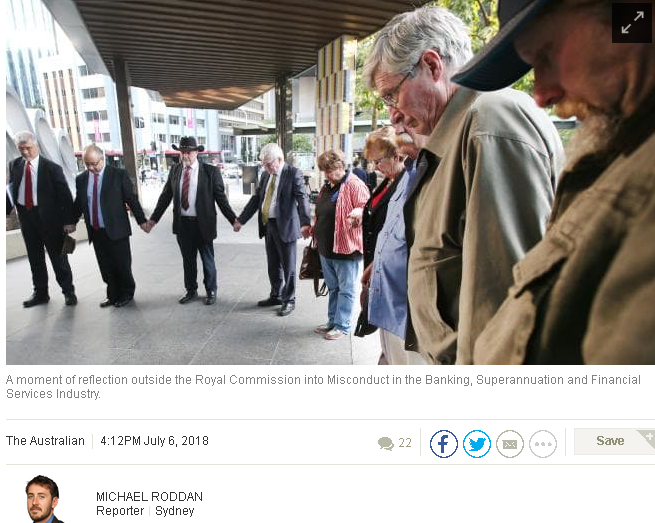 A moment of reflection outside the Royal Commission into Misconduct in the Banking, Superannuation and Financial
Services Industry.
The Australian | 4:12PM July 6, 2018
22
Save
MICHAEL RODDAN
Reporter | Sydney